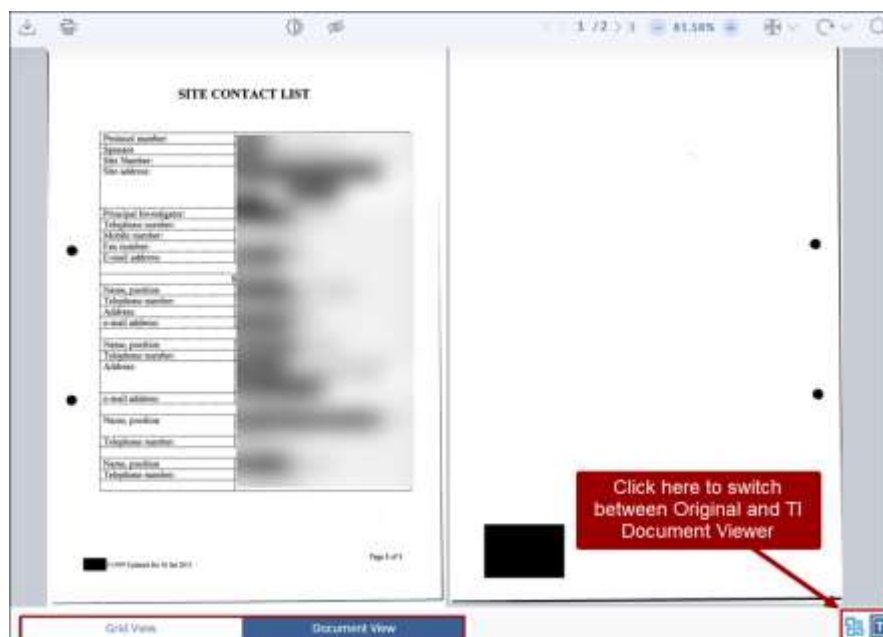 1 / 2 > 81.58%
SITE CONTACT LIST
Protocol number:
Sponsor
Site Number:
Site address:
Principal Investigator:
Telephone number:
Mobile number:
Fax number:
E-mail address:
Name, position
Telephone number:
Address:
e-mail address:
Name, position
Telephone number:
Address:
e-mail address:
Name, position
Telephone number:
Name, position
Telephone number:
Page 1 of 1
Click here to switch
between Original and TI
Document Viewer
Grid View Document View